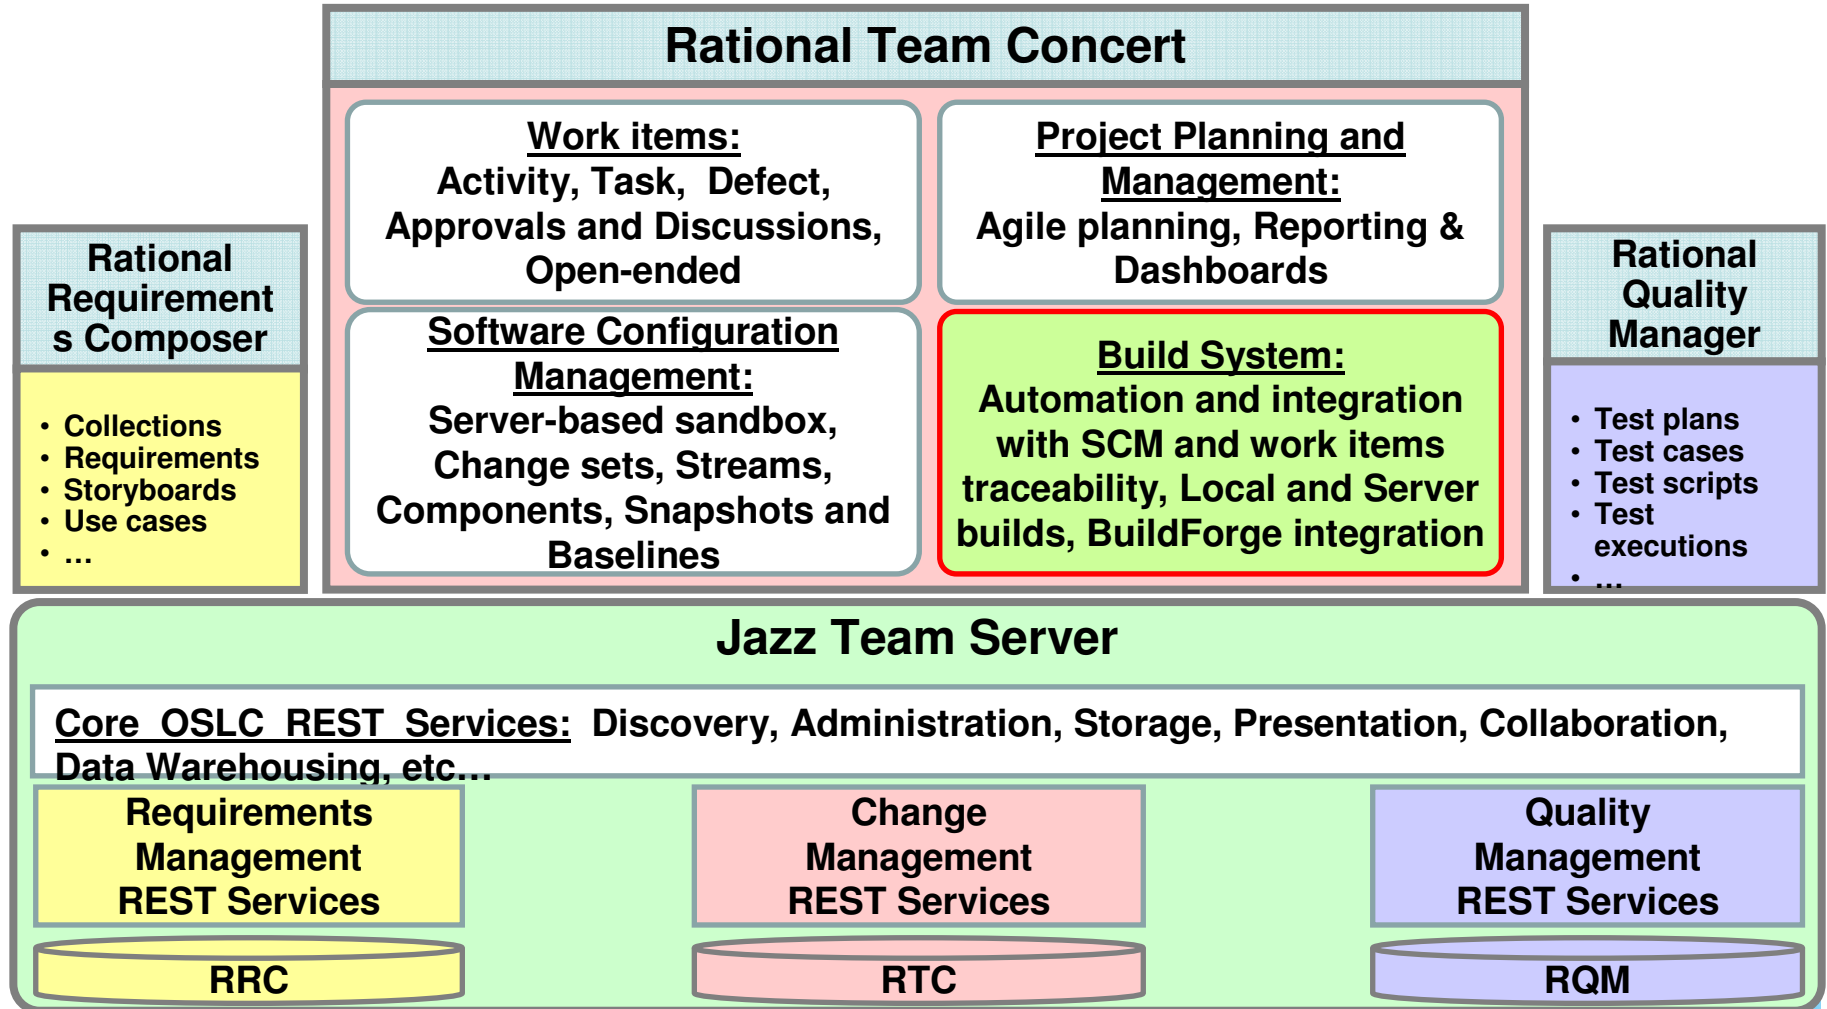 Rational Team Concert
Work items:
Activity, Task, Defect,
Approvals and Discussions,
Open-ended
Project Planning and
Management:
Agile planning, Reporting &
Dashboards
Rational
Requirement
s Composer
• Collections
• Requirements
• Storyboards
• Use cases
• ...
Software Configuration
Management:
Server-based sandbox,
Change sets, Streams,
Components, Snapshots and
Baselines
Build System:
Automation and integration
with SCM and work items
traceability, Local and Server
builds, BuildForge integration
Rational
Quality
Manager
• Test plans
• Test cases
• Test scripts
• Test
executions
• ...
Jazz Team Server
Core OSLC REST Services: Discovery, Administration, Storage, Presentation, Collaboration,
Data Warehousing, etc...
Requirements
Management
REST Services
Change
Management
REST Services
Quality
Management
REST Services
RRC
RTC
RQM